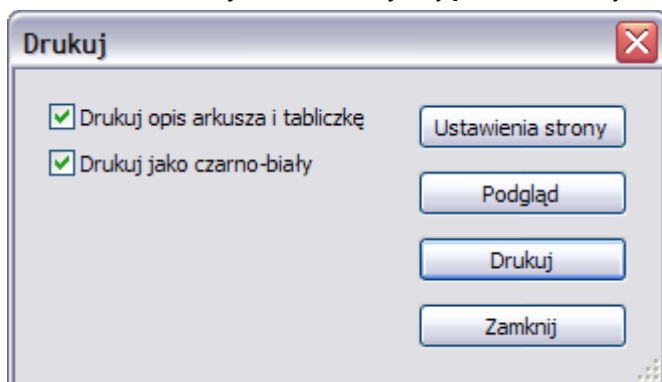 Drukuj
Drukuj opis arkusza i tabliczkę
Ustawienia strony
Drukuj jako czarno-biały
Podgląd
Drukuj
Zamknij